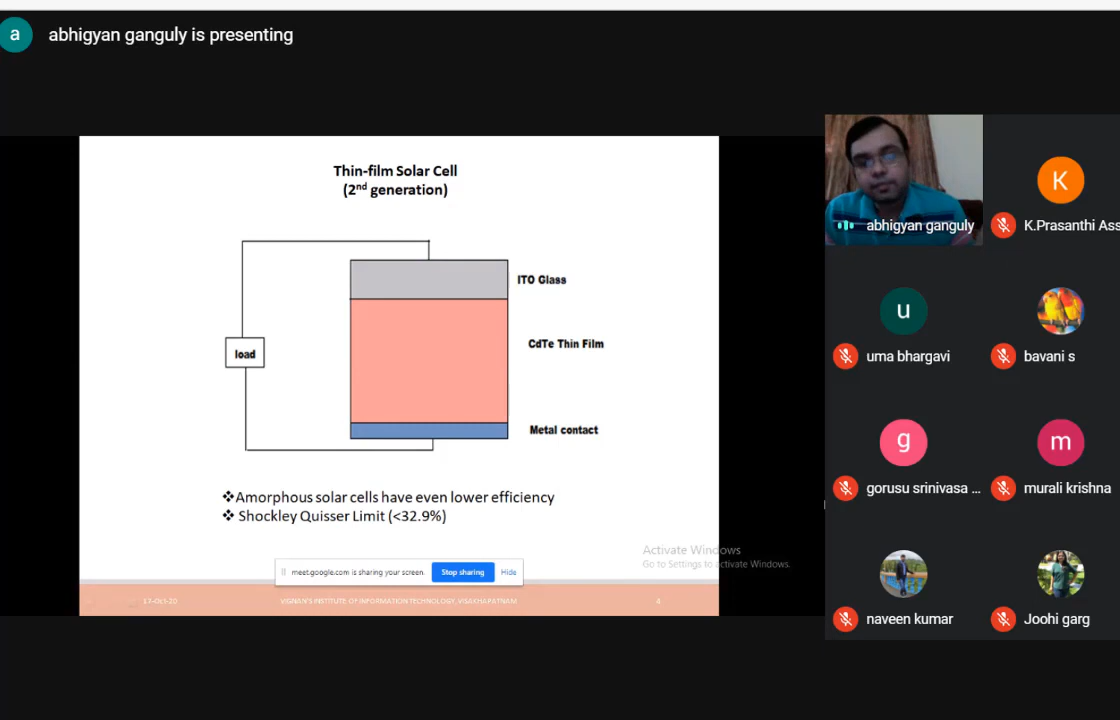 a
abhigyan ganguly is presenting
Thin-film Solar Cell
(2nd generation)
ITO Glass
load
CdTe Thin Film
Metal contact
❖Amorphous solar cells have even lower efficiency
❖ Shockley Quisser Limit (<32.9%)
Activate Windows
Go to Settings to activate Windows.
meet.google.com is sharing your screen.
Stop sharing
Hide
17-Oct-20
VIGNAN'S INSTITUTE OF INFORMATION TECHNOLOGY, VISAKHAPATNAM
4
abhigyan ganguly
K
K.Prasanthi Ass
u
uma bhargavi
bavani s
g
gorusu srinivasa ...
m
murali krishna
naveen kumar
Joohi garg